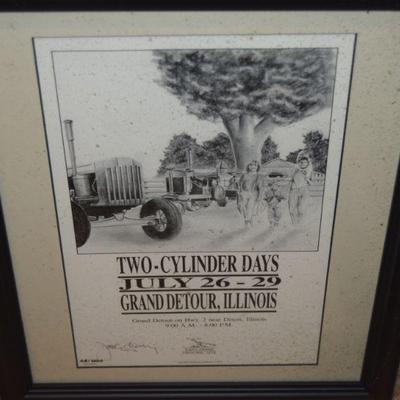 TWO-CYLINDER DAYS
JULY 26 - 29
GRAND DETOUR, ILLINOIS
Grand Detour on Hwy. 2 near Dixon, Illinois
9:00 A.M. - 6:00 P.M.